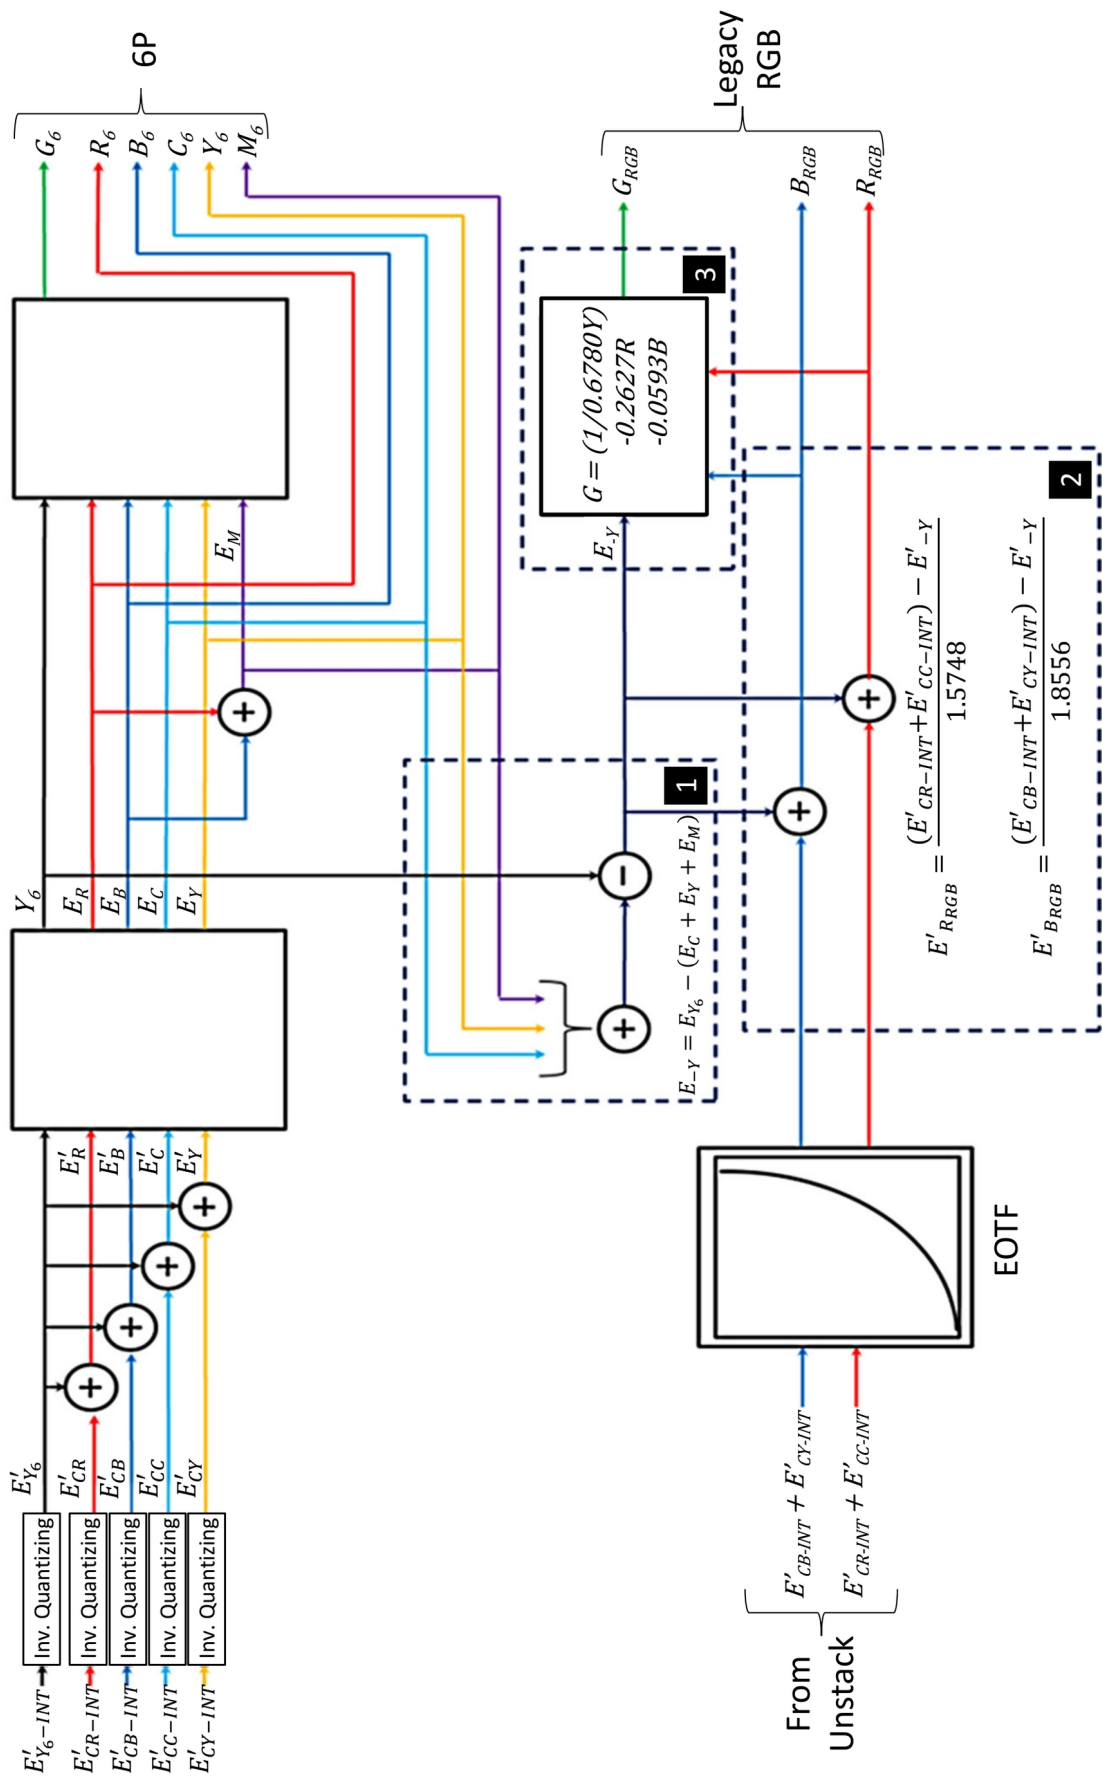 E'Y6−INT
E'CR−INT
E'CB−INT
E'CC−INT
E'CY−INT
Inv. Quantizing
Inv. Quantizing
Inv. Quantizing
Inv. Quantizing
Inv. Quantizing
E'Y6
E'CR
E'CB
E'CC
E'CY
+
+
+
+
E'R
E'B
E'C
E'Y
Y6
ER
EB
EC
EY
+
EM
G6
R6
B6
C6
Y6
M6
6P
+
−
E−Y = EY6 − (EC + EY + EM)
1
E-Y
G = (1/0.6780Y)
-0.2627R
-0.0593B
3
GRGB
BRGB
RRGB
Legacy
RGB
From
Unstack
E'CB-INT + E'CY-INT
E'CR-INT + E'CC-INT
EOTF
+
+
E'RRGB = (E'CR−INT+E'CC−INT) − E'−Y
1.5748
E'BRGB = (E'CB−INT+E'CY−INT) − E'−Y
1.8556
2